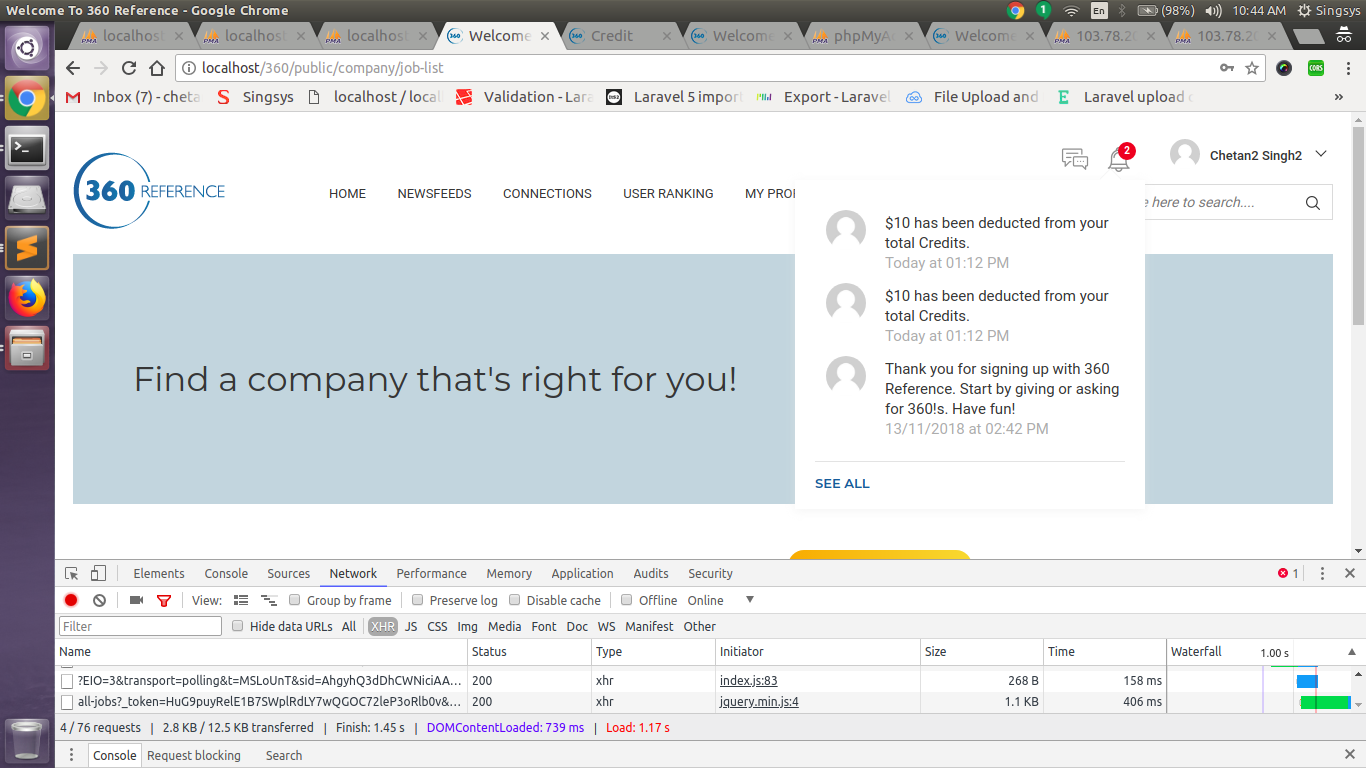 Welcome To 360 Reference - Google Chrome
1 En (98%) 10:44 AM Singsys
localhost localhost localhost Welcome Credit Welcome phpMyA Welcome 103.78.20 103.78.20
localhost/360/public/company/job-list CORS
Inbox (7) - cheta Singsys localhost / local Validation - Lara Laravel 5 import Export - Laravel File Upload and Laravel upload »
360 REFERENCE
2
Chetan2 Singh2
HOME NEWSFEEDS CONNECTIONS USER RANKING MY PRO
e here to search....
$10 has been deducted from your
total Credits.
Today at 01:12 PM
$10 has been deducted from your
total Credits.
Today at 01:12 PM
Thank you for signing up with 360
Reference. Start by giving or asking
for 360!s. Have fun!
13/11/2018 at 02:42 PM
SEE ALL
Find a company that's right for you!
Elements Console Sources Network Performance Memory Application Audits Security 1
View: Group by frame Preserve log Disable cache Offline Online
Filter Hide data URLs All XHR JS CSS Img Media Font Doc WS Manifest Other
Name Status Type Initiator Size Time Waterfall 1.00 s
?EIO=3&transport=polling&t=MSLoUnT&sid=AhgyhQ3dDhCWNiciAA... 200 xhr index.js:83 268 B 158 ms
all-jobs?_token=HuG9puyRelE1B7SWplRdLY7wQGOC72leP3oRlb0v&... 200 xhr jquery.min.js:4 1.1 KB 406 ms
4 / 76 requests | 2.8 KB / 12.5 KB transferred | Finish: 1.45 s | DOMContentLoaded: 739 ms | Load: 1.17 s
Console Request blocking Search